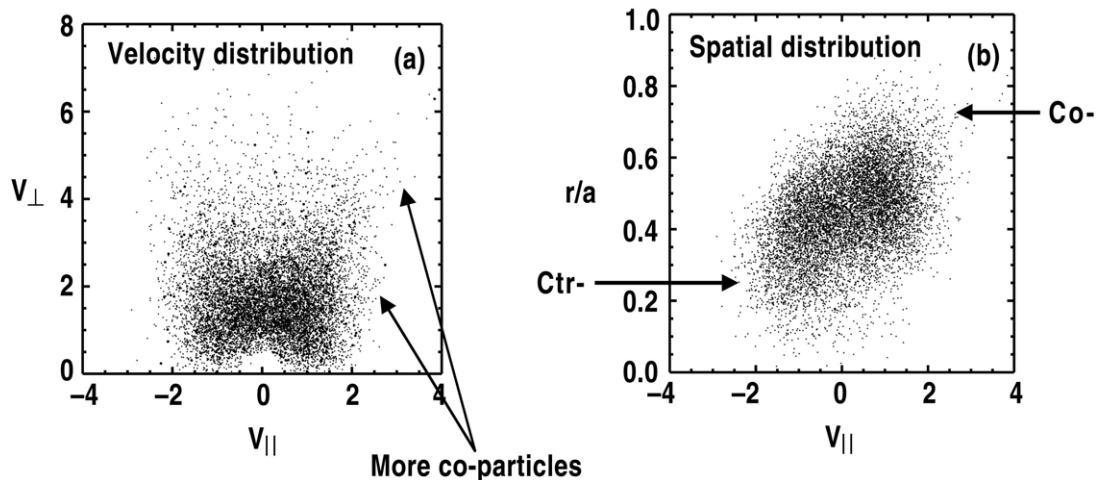 Velocity distribution (a)
8
6
4
2
0
V⊥
−4 −2 0 2 4
V||
More co-particles
Spatial distribution (b)
1.0
0.8
0.6
0.4
0.2
0.0
r/a
−4 −2 0 2 4
V||
Co-
Ctr-